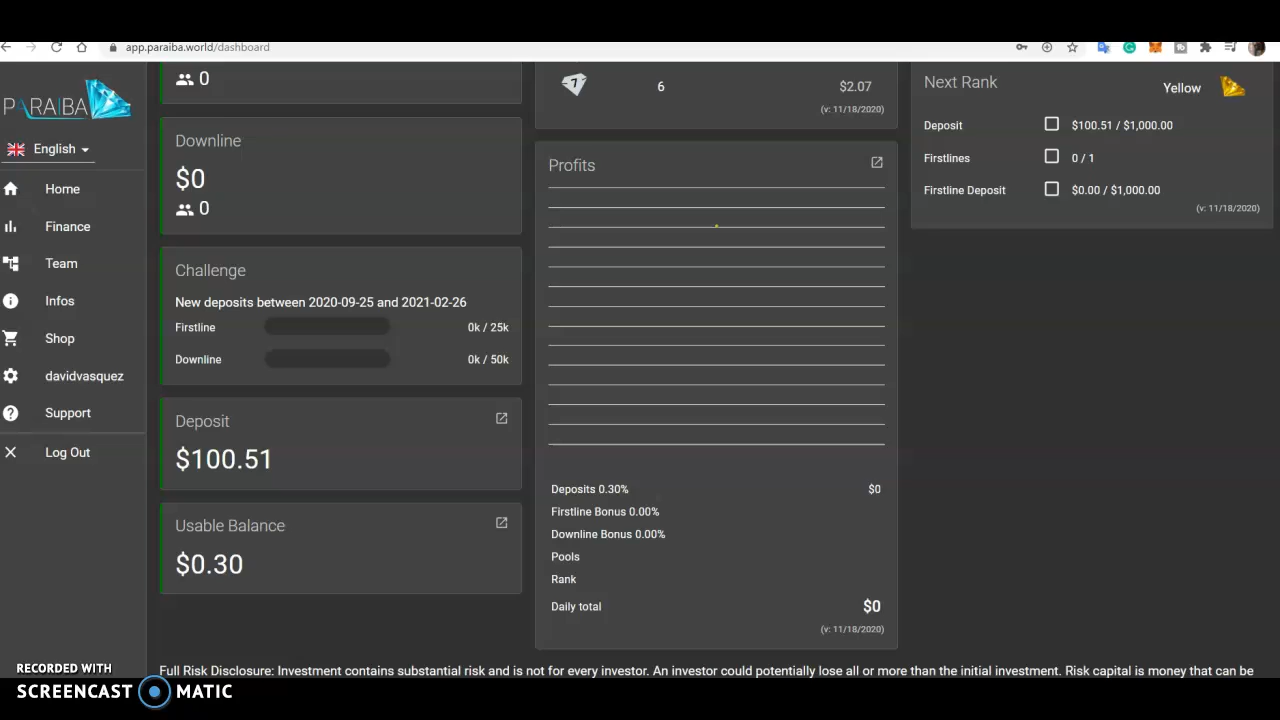 app.paraiba.world/dashboard
PARAIBA
English
Home
Finance
Team
Infos
Shop
davidvasquez
Support
Log Out
0
Downline
$0
0
Challenge
New deposits between 2020-09-25 and 2021-02-26
Firstline 0k / 25k
Downline 0k / 50k
Deposit
$100.51
Usable Balance
$0.30
7 6 $2.07
(v: 11/18/2020)
Profits
Deposits 0.30% $0
Firstline Bonus 0.00%
Downline Bonus 0.00%
Pools
Rank
Daily total $0
(v: 11/18/2020)
Next Rank Yellow
Deposit $100.51 / $1,000.00
Firstlines 0 / 1
Firstline Deposit $0.00 / $1,000.00
(v: 11/18/2020)
Full Risk Disclosure: Investment contains substantial risk and is not for every investor. An investor could potentially lose all or more than the initial investment. Risk capital is money that can be
RECORDED WITH
SCREENCAST MATIC